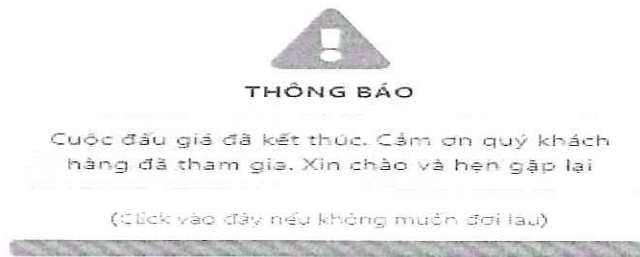 THÔNG BÁO
Cuộc đấu giá đã kết thúc. Cảm ơn quý khách
hàng đã tham gia. Xin chào và hẹn gặp lại
(Click vào đây nếu không muốn đợi lâu)